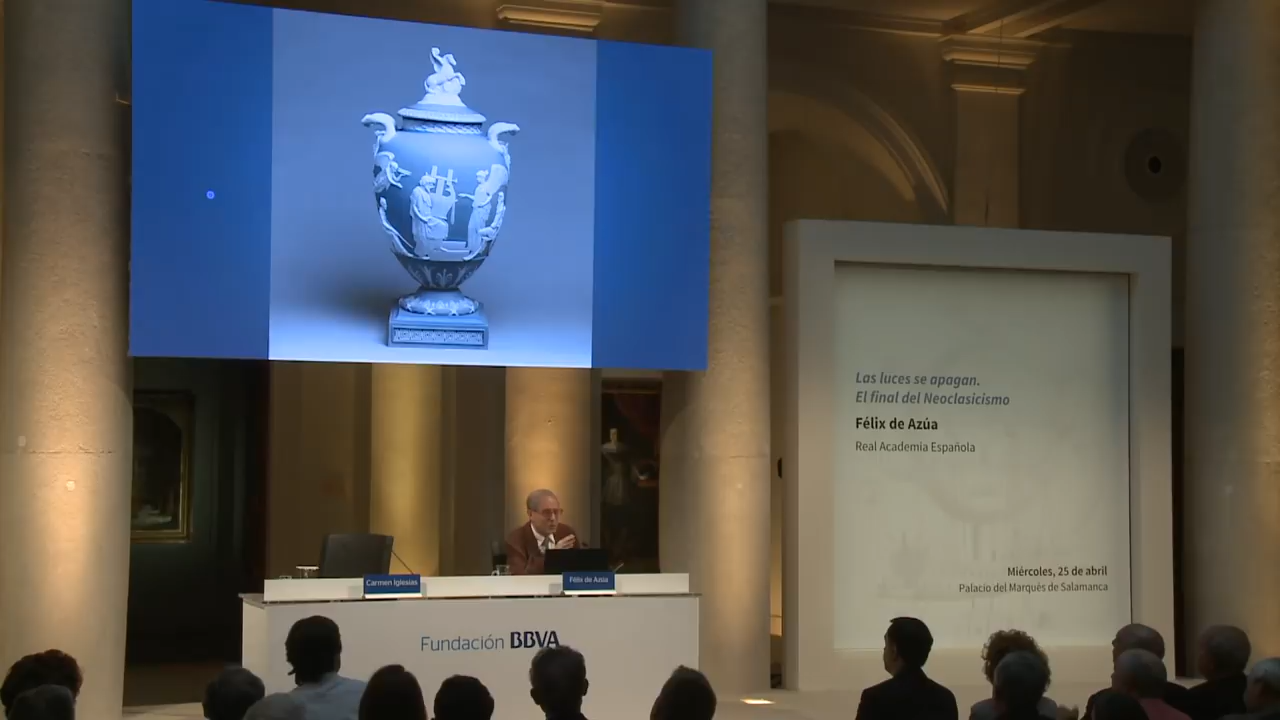 Las luces se apagan.
El final del Neoclasicismo
Félix de Azúa
Real Academia Española
Miércoles, 25 de abril
Palacio del Marqués de Salamanca
Carmen Iglesias
Félix de Azúa
Fundación BBVA